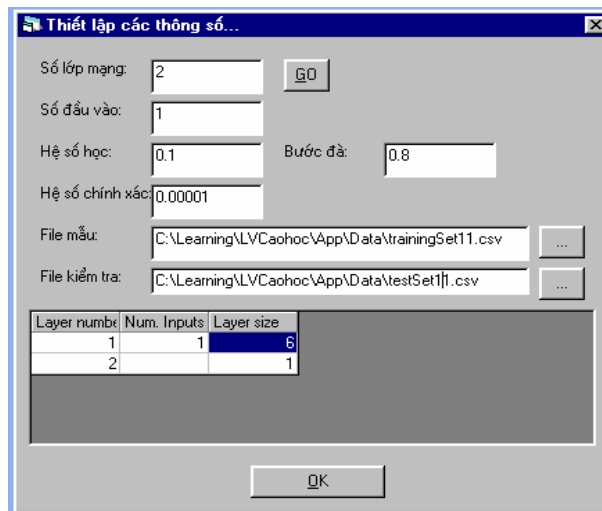 Thiết lập các thông số...
Số lớp mạng: 2 GO
Số đầu vào: 1
Hệ số học: 0.1 Bước đà: 0.8
Hệ số chính xác: 0.00001
File mẫu: C:\Learning\LVCaohoc\App\Data\trainingSet11.csv ...
File kiểm tra: C:\Learning\LVCaohoc\App\Data\testSet11.csv ...
Layer numbe Num. Inputs Layer size
1 1 6
2 1
OK